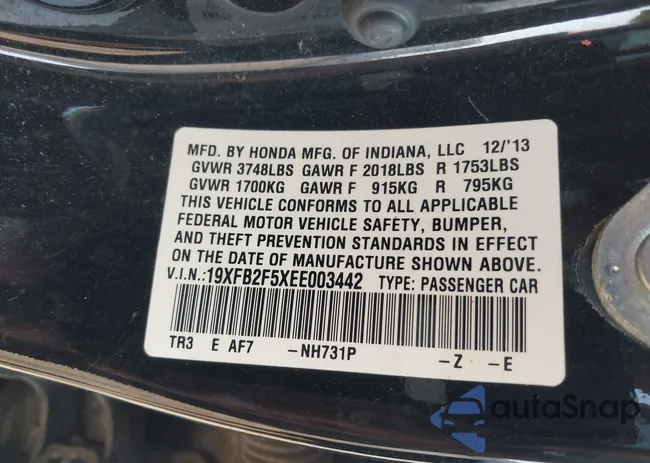 MFD. BY HONDA MFG. OF INDIANA, LLC 12/'13
GVWR 3748LBS GAWR F 2018LBS R 1753LBS
GVWR 1700KG GAWR F 915KG R 795KG
THIS VEHICLE CONFORMS TO ALL APPLICABLE
FEDERAL MOTOR VEHICLE SAFETY, BUMPER,
AND THEFT PREVENTION STANDARDS IN EFFECT
ON THE DATE OF MANUFACTURE SHOWN ABOVE.
V.I.N.:19XFB2F5XEE003442 TYPE: PASSENGER CAR
TR3 E AF7 -NH731P -Z -E
autoSnap